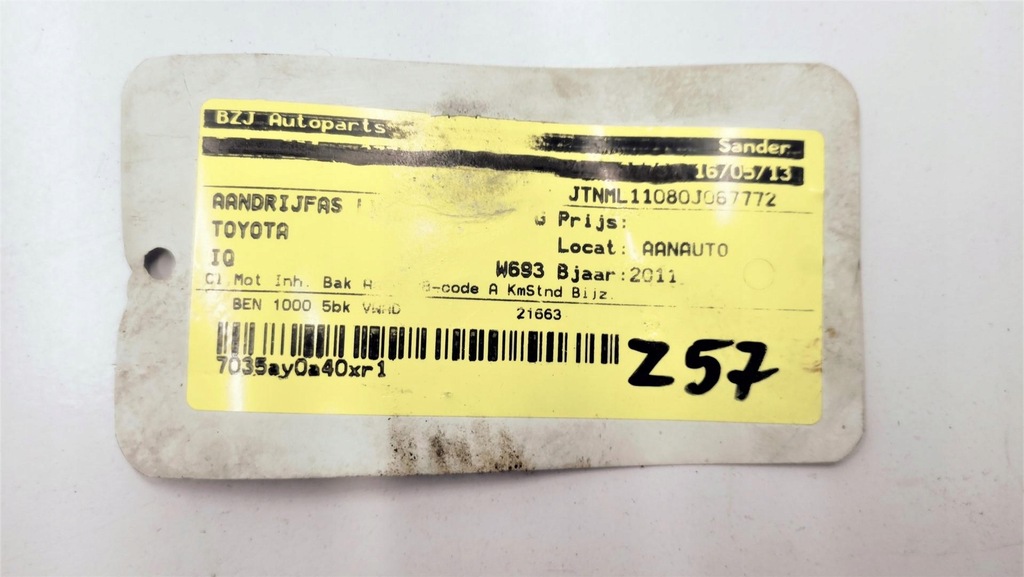 BZJ Autoparts
Sander
16/05/13
JTNML11080J067772
AANDRIJFAS
G Prijs:
TOYOTA
Locat: AANAUTO
IQ
W693 Bjaar:2011
Cl Mot Inh. Bak B-code A KmStnd Bijz.
BEN 1000 5bk 21663
7035ay0a40xr1
Z57